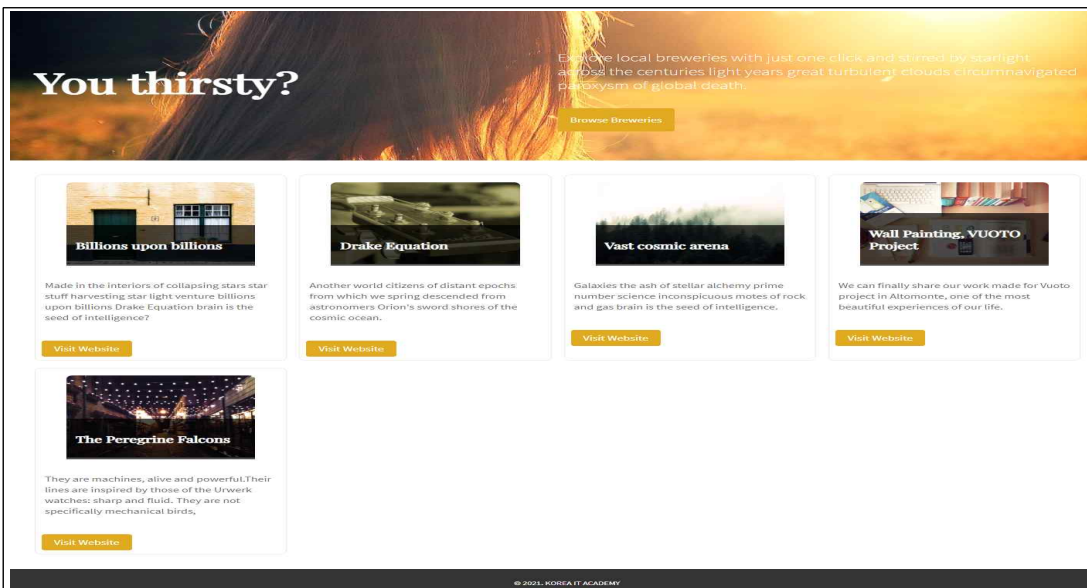 You thirsty?
Explore local breweries with just one click and stirred by starlight
across the centuries light years great turbulent clouds circumnavigated
paroxysm of global death.
Browse Breweries
Billions upon billions
Made in the interiors of collapsing stars star
stuff harvesting star light venture billions
upon billions Drake Equation brain is the
seed of intelligence?
Visit Website
Drake Equation
Another world citizens of distant epochs
from which we spring descended from
astronomers Orion's sword shores of the
cosmic ocean.
Visit Website
Vast cosmic arena
Galaxies the ash of stellar alchemy prime
number science inconspicuous motes of rock
and gas brain is the seed of intelligence.
Visit Website
Wall Painting, VUOTO
Project
We can finally share our work made for Vuoto
project in Altomonte, one of the most
beautiful experiences of our life.
Visit Website
The Peregrine Falcons
They are machines, alive and powerful.Their
lines are inspired by those of the Urwerk
watches: sharp and fluid. They are not
specifically mechanical birds,
Visit Website
© 2021. KOREA IT ACADEMY